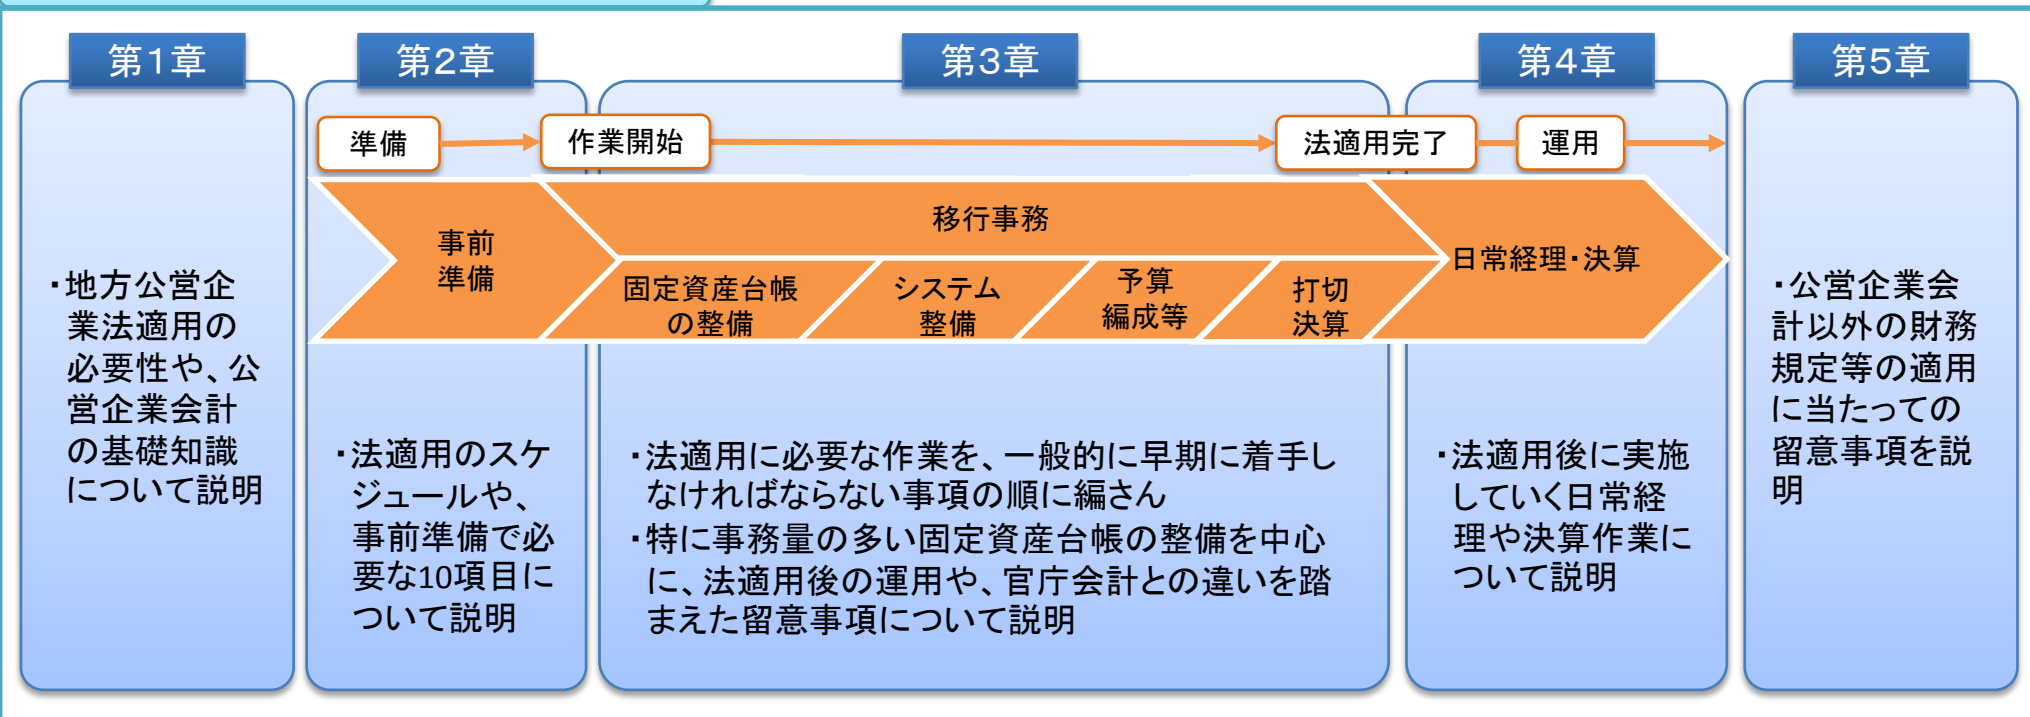 第1章
・地方公営企
業法適用の
必要性や、公
営企業会計
の基礎知識
について説明
第2章
準備
事前
準備
・法適用のスケ
ジュールや、
事前準備で必
要な10項目に
ついて説明
第3章
作業開始
法適用完了
移行事務
固定資産台帳
の整備
システム
整備
予算
編成等
打切
決算
・法適用に必要な作業を、一般的に早期に着手し
なければならない事項の順に編さん
・特に事務量の多い固定資産台帳の整備を中心
に、法適用後の運用や、官庁会計との違いを踏
まえた留意事項について説明
第4章
運用
日常経理・決算
・法適用後に実施
していく日常経
理や決算作業に
ついて説明
第5章
・公営企業会
計以外の財務
規定等の適用
に当たっての
留意事項を説
明